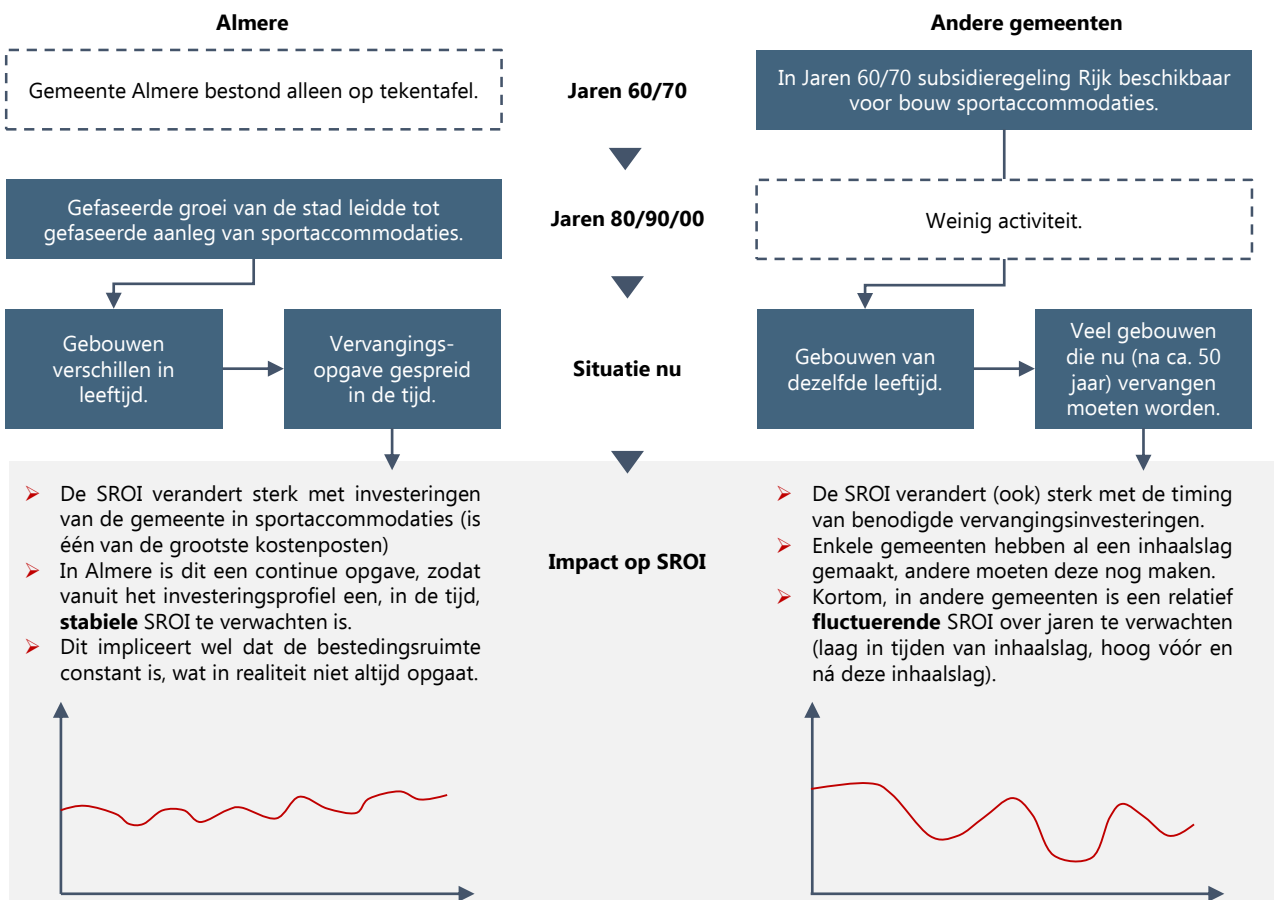 Almere
Andere gemeenten
Gemeente Almere bestond alleen op tekentafel.
Jaren 60/70
In Jaren 60/70 subsidieregeling Rijk beschikbaar
voor bouw sportaccommodaties.
Gefaseerde groei van de stad leidde tot
gefaseerde aanleg van sportaccommodaties.
Jaren 80/90/00
Weinig activiteit.
Gebouwen
verschillen in
leeftijd.
Vervangings-
opgave gespreid
in de tijd.
Situatie nu
Gebouwen van
dezelfde leeftijd.
Veel gebouwen
die nu (na ca. 50
jaar) vervangen
moeten worden.
➢ De SROI verandert sterk met investeringen
van de gemeente in sportaccommodaties (is
één van de grootste kostenposten)
➢ In Almere is dit een continue opgave, zodat
vanuit het investeringsprofiel een, in de tijd,
stabiele SROI te verwachten is.
➢ Dit impliceert wel dat de bestedingsruimte
constant is, wat in realiteit niet altijd opgaat.
Impact op SROI
➢ De SROI verandert (ook) sterk met de timing
van benodigde vervangingsinvesteringen.
➢ Enkele gemeenten hebben al een inhaalslag
gemaakt, andere moeten deze nog maken.
➢ Kortom, in andere gemeenten is een relatief
fluctuerende SROI over jaren te verwachten
(laag in tijden van inhaalslag, hoog vóór en
ná deze inhaalslag).